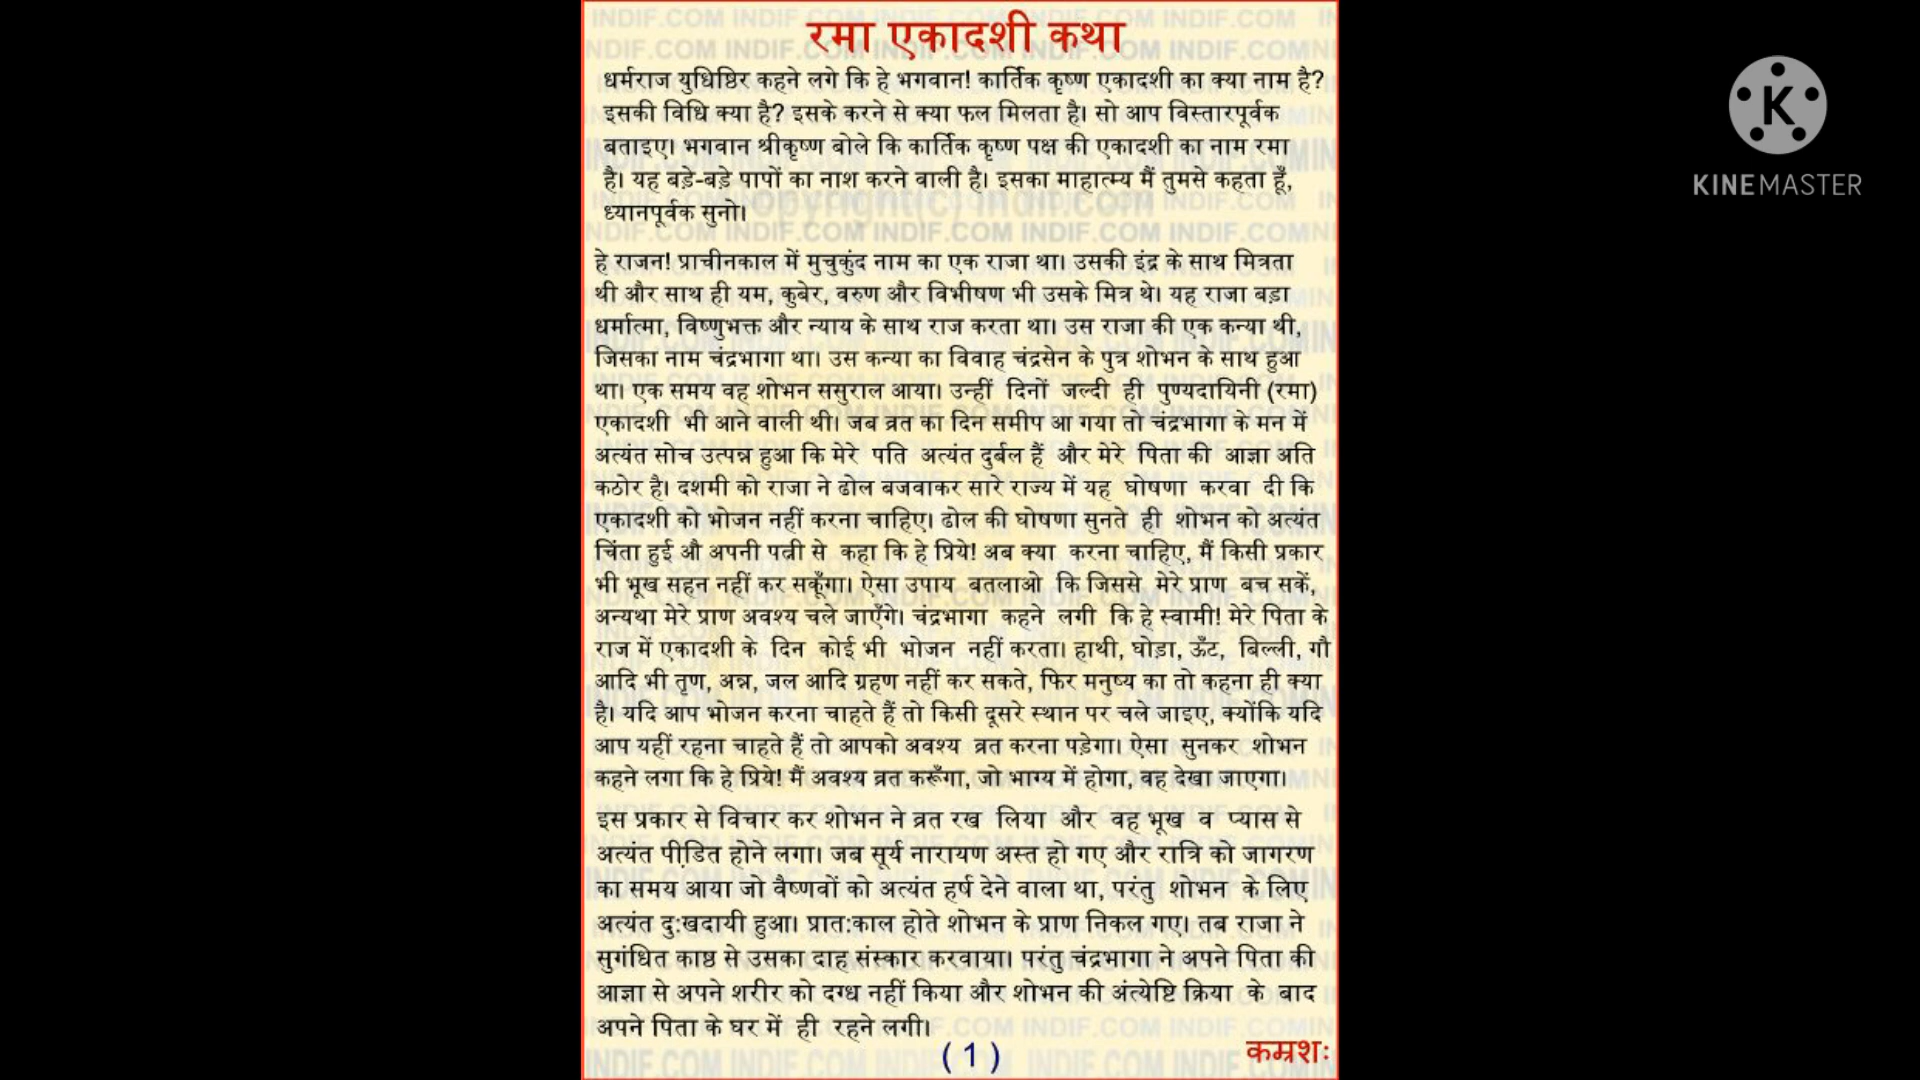 रमा एकादशी कथा
धर्मराज युधिष्ठिर कहने लगे कि हे भगवान! कार्तिक कृष्ण एकादशी का क्या नाम है?
इसकी विधि क्या है? इसके करने से क्या फल मिलता है। सो आप विस्तारपूर्वक
बताइए। भगवान श्रीकृष्ण बोले कि कार्तिक कृष्ण पक्ष की एकादशी का नाम रमा
है। यह बड़े-बड़े पापों का नाश करने वाली है। इसका माहात्म्य मैं तुमसे कहता हूँ,
ध्यानपूर्वक सुनो।
हे राजन! प्राचीनकाल में मुचुकुंद नाम का एक राजा था। उसकी इंद्र के साथ मित्रता
थी और साथ ही यम, कुबेर, वरुण और विभीषण भी उसके मित्र थे। यह राजा बड़ा
धर्मात्मा, विष्णुभक्त और न्याय के साथ राज करता था। उस राजा की एक कन्या थी,
जिसका नाम चंद्रभागा था। उस कन्या का विवाह चंद्रसेन के पुत्र शोभन के साथ हुआ
था। एक समय वह शोभन ससुराल आया। उन्हीं दिनों जल्दी ही पुण्यदायिनी (रमा)
एकादशी भी आने वाली थी। जब व्रत का दिन समीप आ गया तो चंद्रभागा के मन में
अत्यंत सोच उत्पन्न हुआ कि मेरे पति अत्यंत दुर्बल हैं और मेरे पिता की आज्ञा अति
कठोर है। दशमी को राजा ने ढोल बजवाकर सारे राज्य में यह घोषणा करवा दी कि
एकादशी को भोजन नहीं करना चाहिए। ढोल की घोषणा सुनते ही शोभन को अत्यंत
चिंता हुई औ अपनी पत्नी से कहा कि हे प्रिये! अब क्या करना चाहिए, मैं किसी प्रकार
भी भूख सहन नहीं कर सकूँगा। ऐसा उपाय बतलाओ कि जिससे मेरे प्राण बच सकें,
अन्यथा मेरे प्राण अवश्य चले जाएँगे। चंद्रभागा कहने लगी कि हे स्वामी! मेरे पिता के
राज में एकादशी के दिन कोई भी भोजन नहीं करता। हाथी, घोड़ा, ऊँट, बिल्ली, गौ
आदि भी तृण, अन्न, जल आदि ग्रहण नहीं कर सकते, फिर मनुष्य का तो कहना ही क्या
है। यदि आप भोजन करना चाहते हैं तो किसी दूसरे स्थान पर चले जाइए, क्योंकि यदि
आप यहीं रहना चाहते हैं तो आपको अवश्य व्रत करना पड़ेगा। ऐसा सुनकर शोभन
कहने लगा कि हे प्रिये! मैं अवश्य व्रत करूँगा, जो भाग्य में होगा, वह देखा जाएगा।
इस प्रकार से विचार कर शोभन ने व्रत रख लिया और वह भूख व प्यास से
अत्यंत पीडि़त होने लगा। जब सूर्य नारायण अस्त हो गए और रात्रि को जागरण
का समय आया जो वैष्णवों को अत्यंत हर्ष देने वाला था, परंतु शोभन के लिए
अत्यंत दु:खदायी हुआ। प्रात:काल होते शोभन के प्राण निकल गए। तब राजा ने
सुगंधित काष्ठ से उसका दाह संस्कार करवाया। परंतु चंद्रभागा ने अपने पिता की
आज्ञा से अपने शरीर को दग्ध नहीं किया और शोभन की अंत्येष्टि क्रिया के बाद
अपने पिता के घर में ही रहने लगी।
( 1 )
कम्रशः
K
KINEMASTER
Copyright(c) indif.com